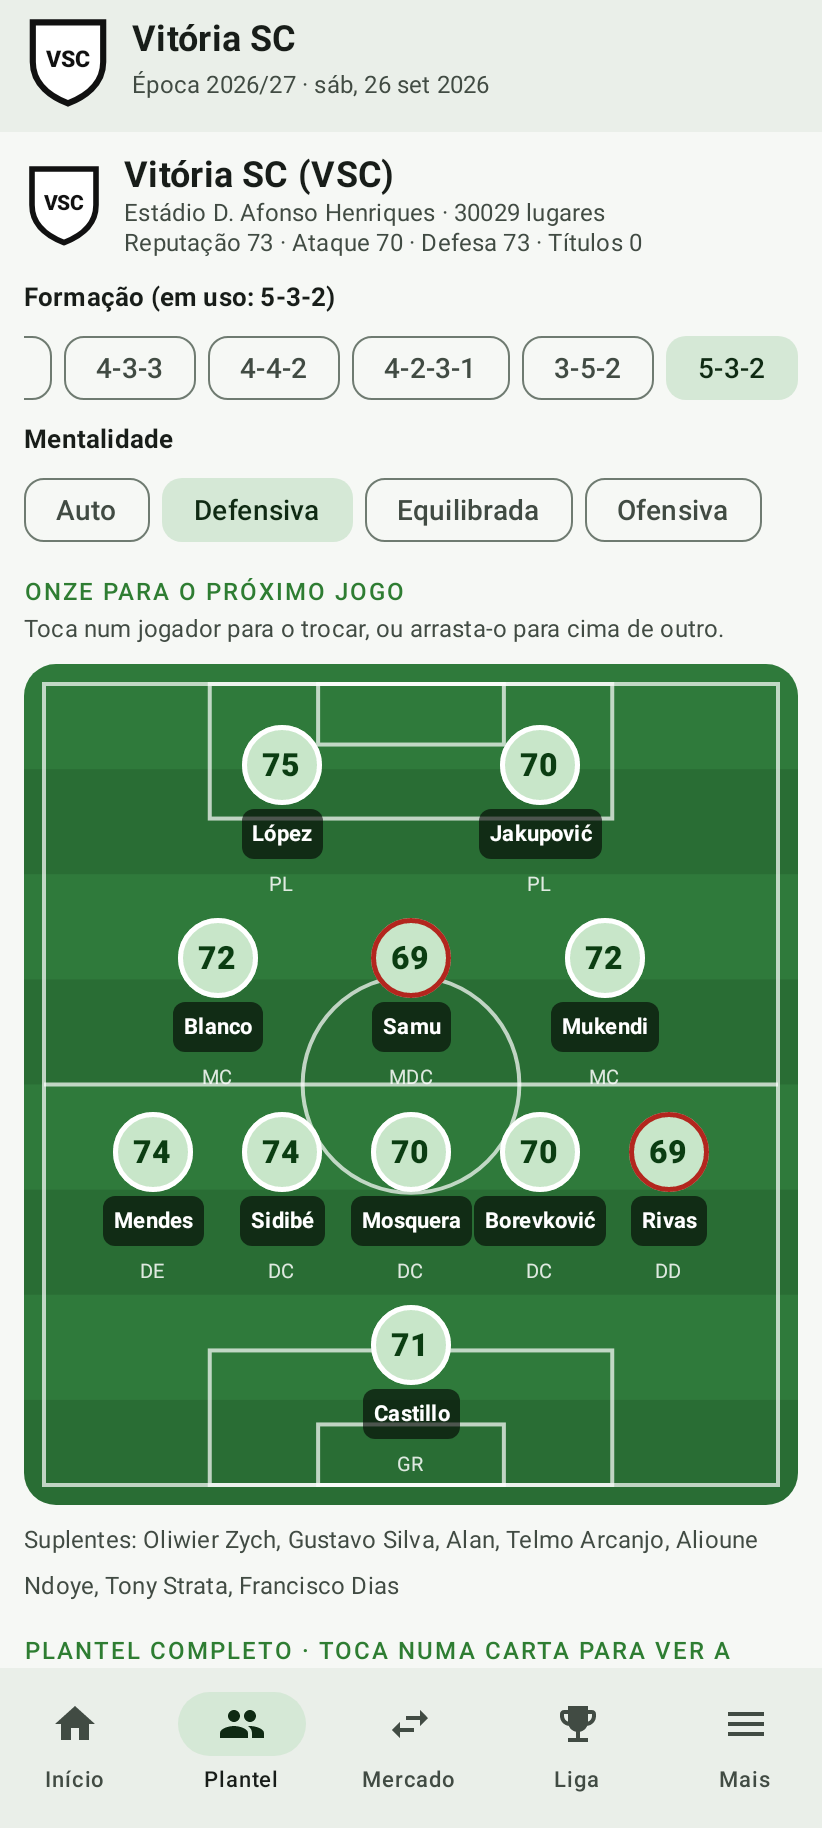 VSC
Vitória SC
Época 2026/27 · sáb, 26 set 2026
VSC
Vitória SC (VSC)
Estádio D. Afonso Henriques · 30029 lugares
Reputação 73 · Ataque 70 · Defesa 73 · Títulos 0
Formação (em uso: 5-3-2)
4-3-3 4-4-2 4-2-3-1 3-5-2 5-3-2
Mentalidade
Auto Defensiva Equilibrada Ofensiva
ONZE PARA O PRÓXIMO JOGO
Toca num jogador para o trocar, ou arrasta-o para cima de outro.
75 70
López Jakupović
PL PL
72 69 72
Blanco Samu Mukendi
MC MDC MC
74 74 70 70 69
Mendes Sidibé Mosquera Borevković Rivas
DE DC DC DC DD
71
Castillo
GR
Suplentes: Oliwier Zych, Gustavo Silva, Alan, Telmo Arcanjo, Alioune
Ndoye, Tony Strata, Francisco Dias
PLANTEL COMPLETO · TOCA NUMA CARTA PARA VER A
Início Plantel Mercado Liga Mais